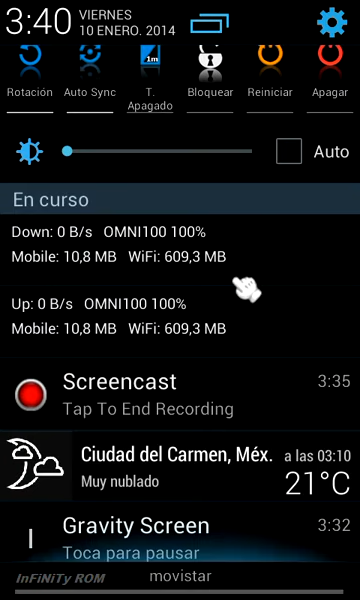 3:40 VIERNES
10 ENERO. 2014
Rotación Auto Sync T. Apagado Bloquear Reiniciar Apagar
1m
Auto
En curso
Down: 0 B/s OMNI100 100%
Mobile: 10,8 MB WiFi: 609,3 MB
Up: 0 B/s OMNI100 100%
Mobile: 10,8 MB WiFi: 609,3 MB
Screencast 3:35
Tap To End Recording
Ciudad del Carmen, Méx. a las 03:10
Muy nublado 21°C
Gravity Screen 3:32
Toca para pausar
InFiNiTy ROM movistar